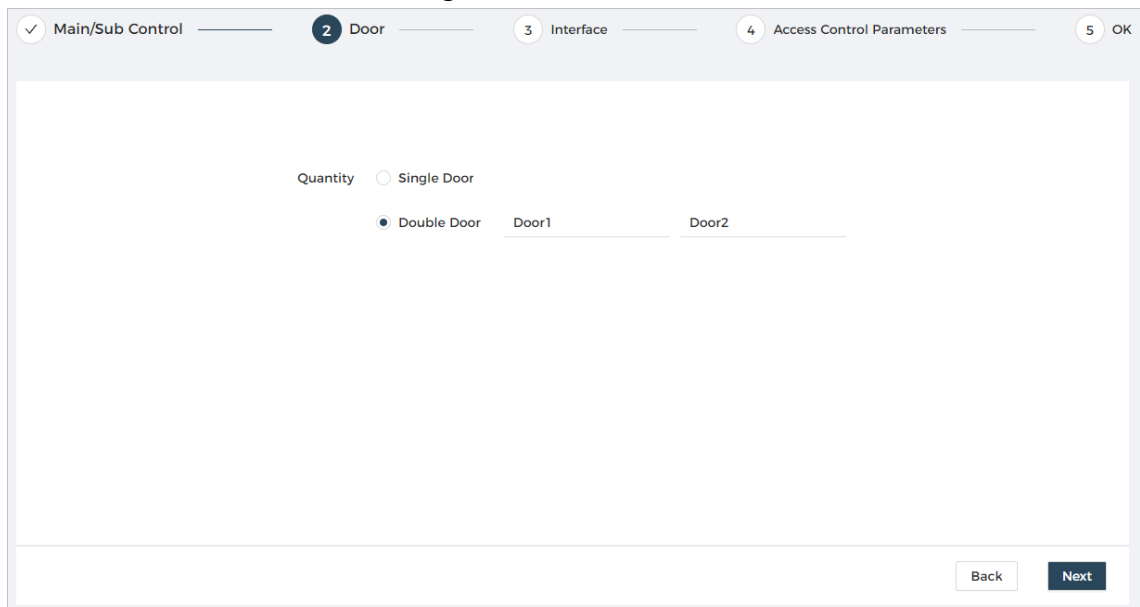 Main/Sub Control 2 Door 3 Interface 4 Access Control Parameters 5 OK
Quantity Single Door
Double Door Door1 Door2
Back Next